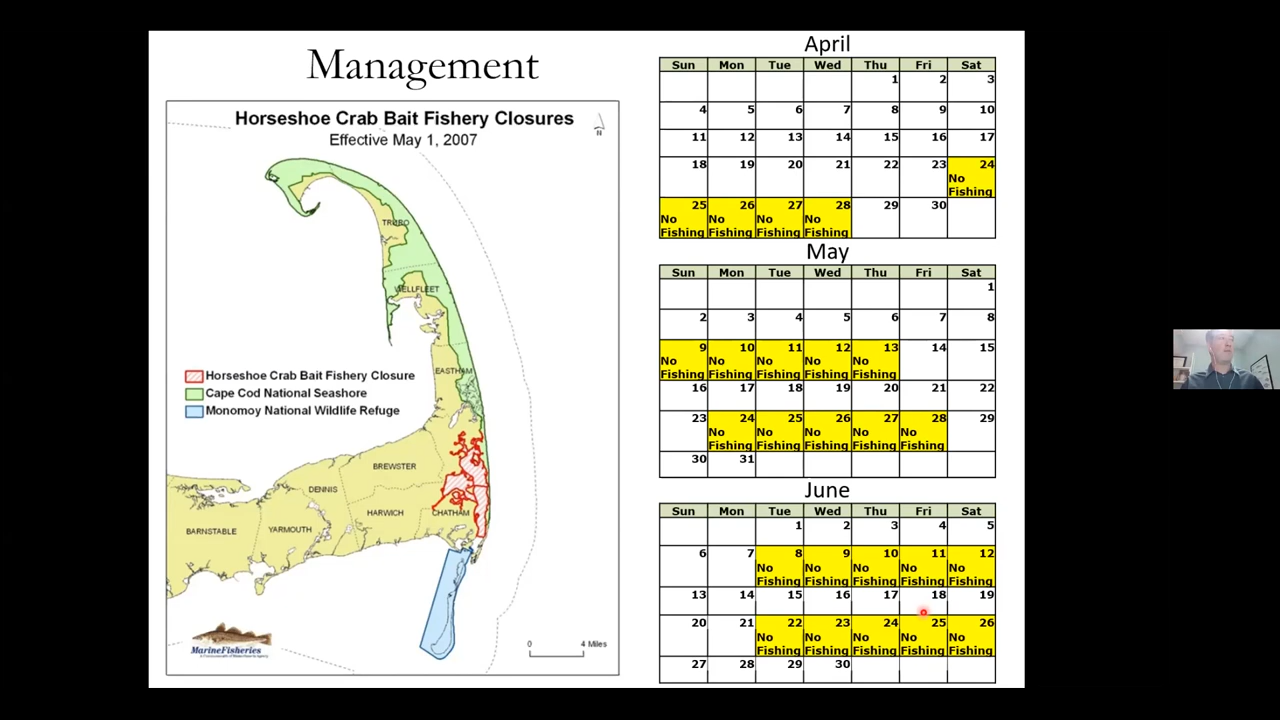 Management
Horseshoe Crab Bait Fishery Closures
Effective May 1, 2007
N
TRURO
WELLFLEET
EASTHAM
Horseshoe Crab Bait Fishery Closure
Cape Cod National Seashore
Monomoy National Wildlife Refuge
BREWSTER
DENNIS
HARWICH
CHATHAM
BARNSTABLE
YARMOUTH
MarineFisheries
0 4 Miles
April
Sun Mon Tue Wed Thu Fri Sat
1 2 3
4 5 6 7 8 9 10
11 12 13 14 15 16 17
18 19 20 21 22 23 24
No
Fishing
25 26 27 28 29 30
No No No No
Fishing Fishing Fishing Fishing
May
Sun Mon Tue Wed Thu Fri Sat
1
2 3 4 5 6 7 8
9 10 11 12 13 14 15
No No No No No
Fishing Fishing Fishing Fishing Fishing
16 17 18 19 20 21 22
23 24 25 26 27 28 29
No No No No No
Fishing Fishing Fishing Fishing Fishing
30 31
June
Sun Mon Tue Wed Thu Fri Sat
1 2 3 4 5
6 7 8 9 10 11 12
No No No No No
Fishing Fishing Fishing Fishing Fishing
13 14 15 16 17 18 19
20 21 22 23 24 25 26
No No No No No
Fishing Fishing Fishing Fishing Fishing
27 28 29 30